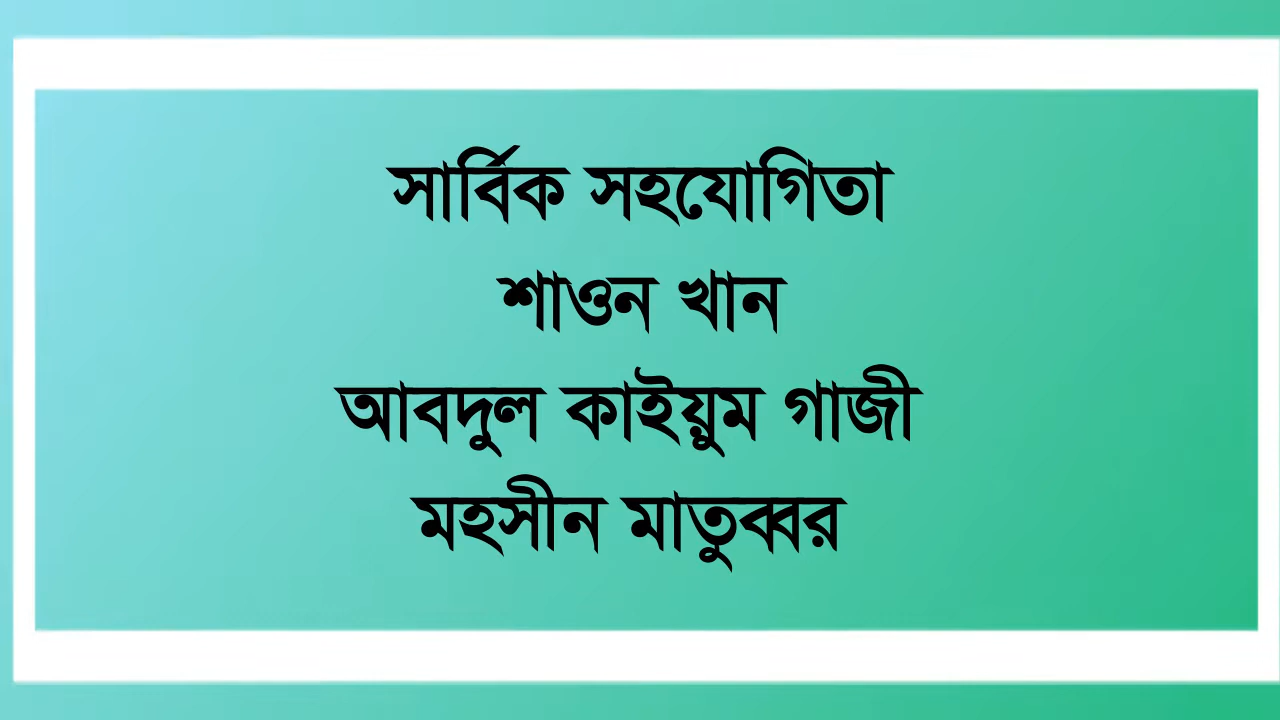 সার্বিক সহযোগিতা
শাওন খান
আবদুল কাইয়ুম গাজী
মহসীন মাতুব্বর